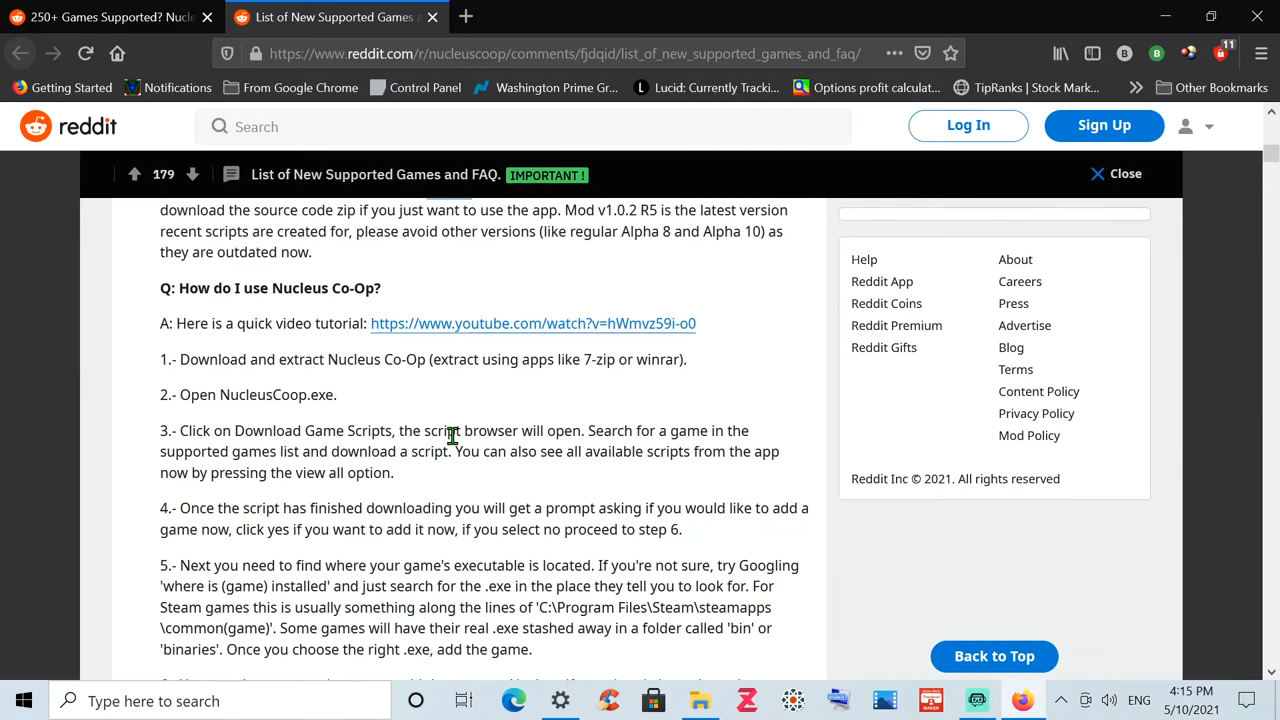 250+ Games Supported? Nucle
List of New Supported Games a
https://www.reddit.com/r/nucleuscoop/comments/fjdqid/list_of_new_supported_games_and_faq/
11
Getting Started
Notifications
From Google Chrome
Control Panel
Washington Prime Gr...
Lucid: Currently Tracki...
Options profit calculat...
TipRanks | Stock Mark...
Other Bookmarks
reddit
Search
Log In
Sign Up
179
List of New Supported Games and FAQ.
IMPORTANT !
Close
download the source code zip if you just want to use the app. Mod v1.0.2 R5 is the latest version
recent scripts are created for, please avoid other versions (like regular Alpha 8 and Alpha 10) as
they are outdated now.
Q: How do I use Nucleus Co-Op?
A: Here is a quick video tutorial: https://www.youtube.com/watch?v=hWmvz59i-o0
1.- Download and extract Nucleus Co-Op (extract using apps like 7-zip or winrar).
2.- Open NucleusCoop.exe.
3.- Click on Download Game Scripts, the script browser will open. Search for a game in the
supported games list and download a script. You can also see all available scripts from the app
now by pressing the view all option.
4.- Once the script has finished downloading you will get a prompt asking if you would like to add a
game now, click yes if you want to add it now, if you select no proceed to step 6.
5.- Next you need to find where your game's executable is located. If you're not sure, try Googling
'where is (game) installed' and just search for the .exe in the place they tell you to look for. For
Steam games this is usually something along the lines of 'C:\Program Files\Steam\steamapps
\common(game)'. Some games will have their real .exe stashed away in a folder called 'bin' or
'binaries'. Once you choose the right .exe, add the game.
Help
About
Reddit App
Careers
Reddit Coins
Press
Reddit Premium
Advertise
Reddit Gifts
Blog
Terms
Content Policy
Privacy Policy
Mod Policy
Reddit Inc © 2021. All rights reserved
Back to Top
Type here to search
ENG
4:15 PM
5/10/2021